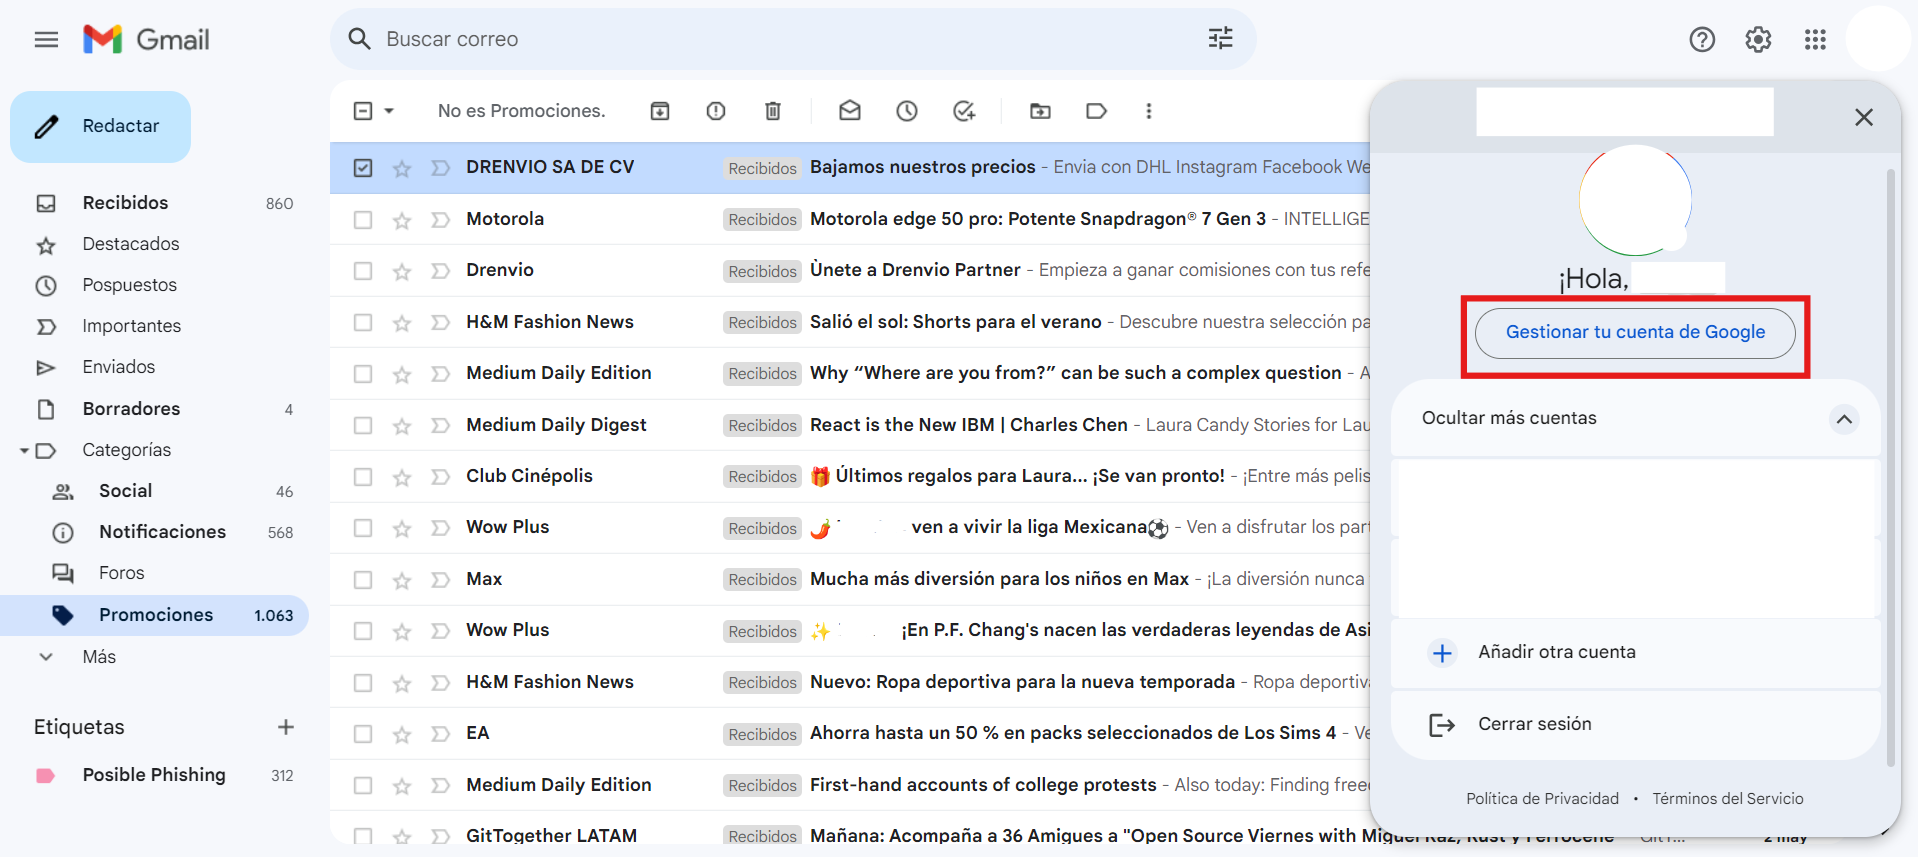 Gmail
Buscar correo
Redactar
Recibidos 860
Destacados
Pospuestos
Importantes
Enviados
Borradores 4
Categorías
Social 46
Notificaciones 568
Foros
Promociones 1.063
Más
Etiquetas
Posible Phishing 312
No es Promociones.
DRENVIO SA DE CV Recibidos Bajamos nuestros precios - Envia con DHL Instagram Facebook We
Motorola Recibidos Motorola edge 50 pro: Potente Snapdragon® 7 Gen 3 - INTELLIGE
Drenvio Recibidos Ùnete a Drenvio Partner - Empieza a ganar comisiones con tus refe
H&M Fashion News Recibidos Salió el sol: Shorts para el verano - Descubre nuestra selección pa
Medium Daily Edition Recibidos Why “Where are you from?” can be such a complex question - A
Medium Daily Digest Recibidos React is the New IBM | Charles Chen - Laura Candy Stories for Lau
Club Cinépolis Recibidos 🎁 Últimos regalos para Laura... ¡Se van pronto! - ¡Entre más pelis
Wow Plus Recibidos 🌶️ ven a vivir la liga Mexicana⚽ - Ven a disfrutar los part
Max Recibidos Mucha más diversión para los niños en Max - ¡La diversión nunca
Wow Plus Recibidos ✨ ¡En P.F. Chang's nacen las verdaderas leyendas de Asi
H&M Fashion News Recibidos Nuevo: Ropa deportiva para la nueva temporada - Ropa deportiva
EA Recibidos Ahorra hasta un 50 % en packs seleccionados de Los Sims 4 - Ve
Medium Daily Edition Recibidos First-hand accounts of college protests - Also today: Finding free
GitTogether LATAM Recibidos Mañana: Acompaña a 36 Amigues a "Open Source Viernes with Miguel Raz, Rust y Ferrocene
¡Hola,
Gestionar tu cuenta de Google
Ocultar más cuentas
Añadir otra cuenta
Cerrar sesión
Política de Privacidad • Términos del Servicio